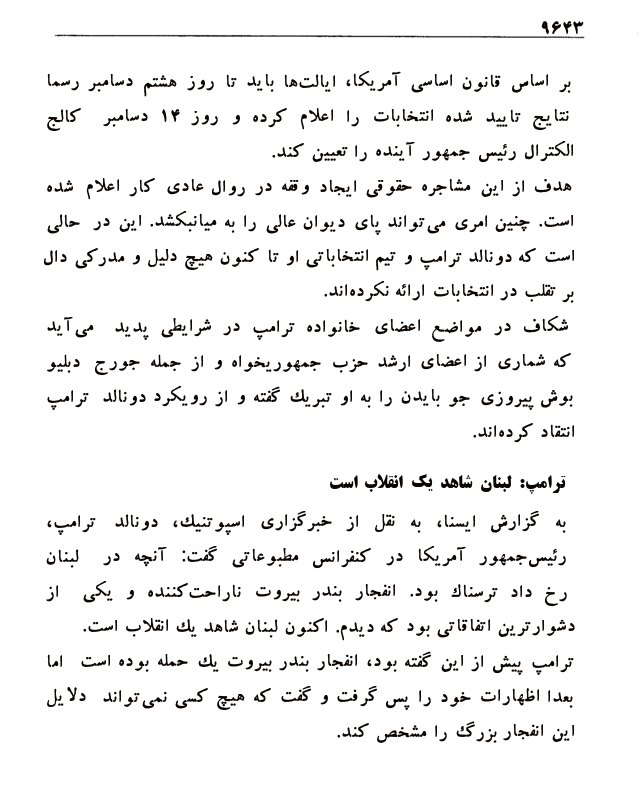 ۹۶۴۳
بر اساس قانون اساسی آمریکا، ایالت‌ها باید تا روز هشتم دسامبر رسما
نتایج تایید شده انتخابات را اعلام کرده و روز ۱۴ دسامبر کالج
الکترال رئیس جمهور آینده را تعیین کند.
هدف از این مشاجره حقوقی ایجاد وقفه در روال عادی کار اعلام شده
است. چنین امری می‌تواند پای دیوان عالی را به میانبکشد. این در حالی
است که دونالد ترامپ و تیم انتخاباتی او تا کنون هیچ دلیل و مدرکی دال
بر تقلب در انتخابات ارائه نکرده‌اند.
شکاف در مواضع اعضای خانواده ترامپ در شرایطی پدید می‌آید
که شماری از اعضای ارشد حزب جمهوریخواه و از جمله جورج دبلیو
بوش پیروزی جو بایدن را به او تبریك گفته و از رویکرد دونالد ترامپ
انتقاد کرده‌اند.
ترامپ: لبنان شاهد یک انقلاب است
به گزارش ایسنا، به نقل از خبرگزاری اسپوتنیك، دونالد ترامپ،
رئیس‌جمهور آمریکا در کنفرانس مطبوعاتی گفت: آنچه در لبنان
رخ داد ترسناك بود. انفجار بندر بیروت ناراحت‌کننده و یکی از
دشوارترین اتفاقاتی بود که دیدم. اکنون لبنان شاهد یك انقلاب است.
ترامپ پیش از این گفته بود، انفجار بندر بیروت یك حمله بوده است اما
بعدا اظهارات خود را پس گرفت و گفت که هیچ کسی نمی‌تواند دلایل
این انفجار بزرگ را مشخص کند.